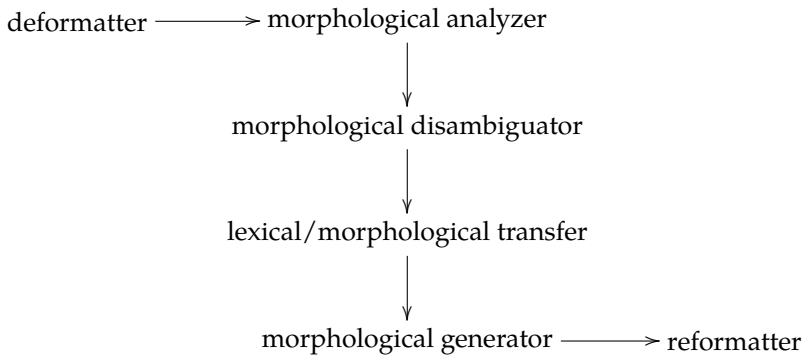 deformatter morphological analyzer
morphological disambiguator
lexical/morphological transfer
morphological generator reformatter